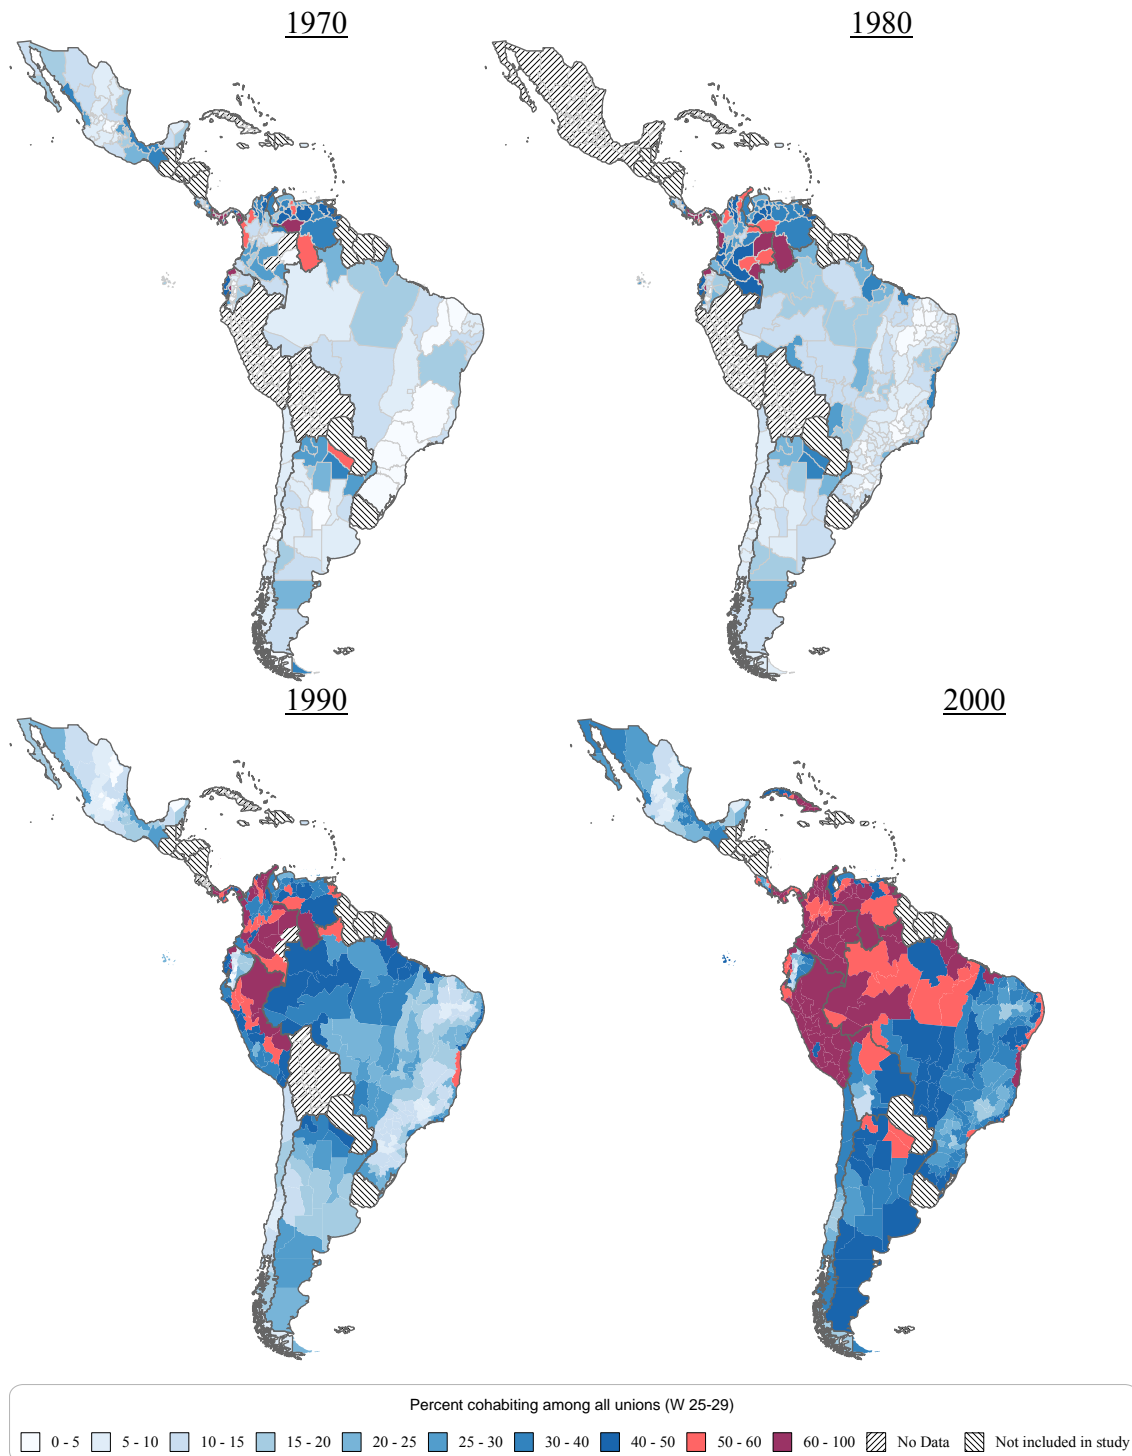 1970
1980
1990
2000
Percent cohabiting among all unions (W 25-29)
0 - 5 5 - 10 10 - 15 15 - 20 20 - 25 25 - 30 30 - 40 40 - 50 50 - 60 60 - 100 No Data Not included in study